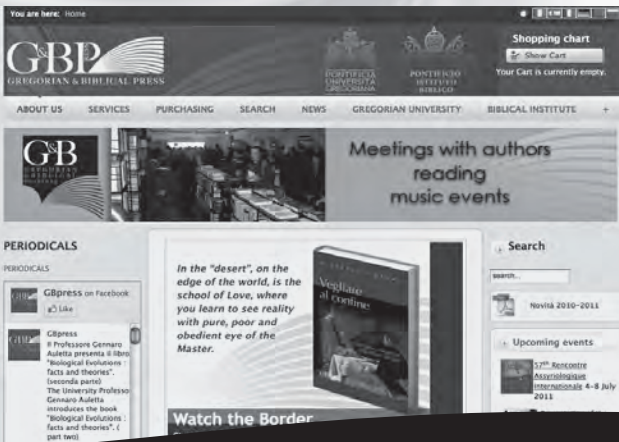 You are here: Home
Shopping chart
Show Cart
Your Cart is currently empty.
G&BP
GREGORIAN & BIBLICAL PRESS
PONTIFICIA
UNIVERSITÀ
GREGORIANA
PONTIFICIO
ISTITUTO
BIBLICO
ABOUT US SERVICES PURCHASING SEARCH NEWS GREGORIAN UNIVERSITY BIBLICAL INSTITUTE +
G&B
GREGORIAN
& BIBLICAL
Meetings with authors
reading
music events
PERIODICALS
PERIODICALS
GBpress on Facebook
Like
GBpress
Il Professore Gennaro
Auletta presenta il libro
"Biological Evolutions :
facts and theories".
(seconda parte)
The University Professo
Gennaro Auletta
introduces the book
"Biological Evolutions :
facts and theories". (
part two)
In the "desert", on the
edge of the world, is the
school of Love, where
you learn to see reality
with pure, poor and
obedient eye of the
Master.
Vegliare
al confine
Watch the Border
Search
search...
Novità 2010-2011
Upcoming events
57th Rencontre
Assyriologique
Internationale 4-8 July
2011